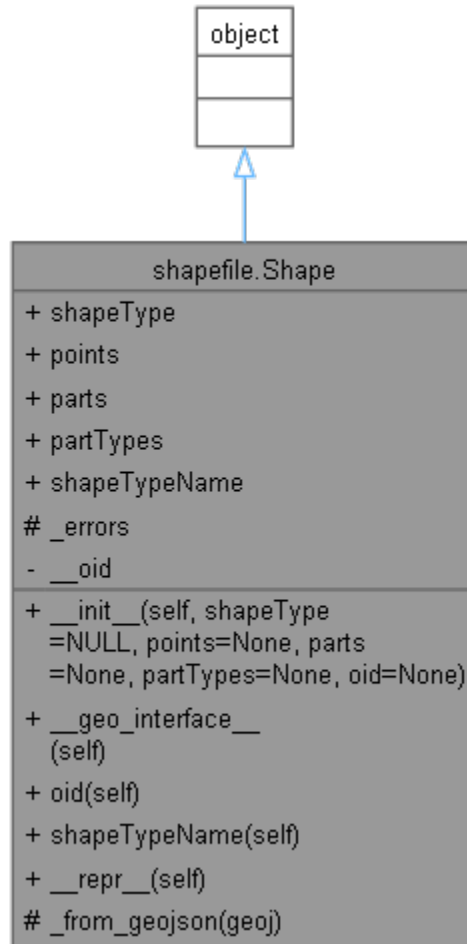 object
shapefile.Shape
+ shapeType
+ points
+ parts
+ partTypes
+ shapeTypeName
# _errors
- __oid
+ __init__(self, shapeType
=NULL, points=None, parts
=None, partTypes=None, oid=None)
+ __geo_interface__
(self)
+ oid(self)
+ shapeTypeName(self)
+ __repr__(self)
# _from_geojson(geoj)